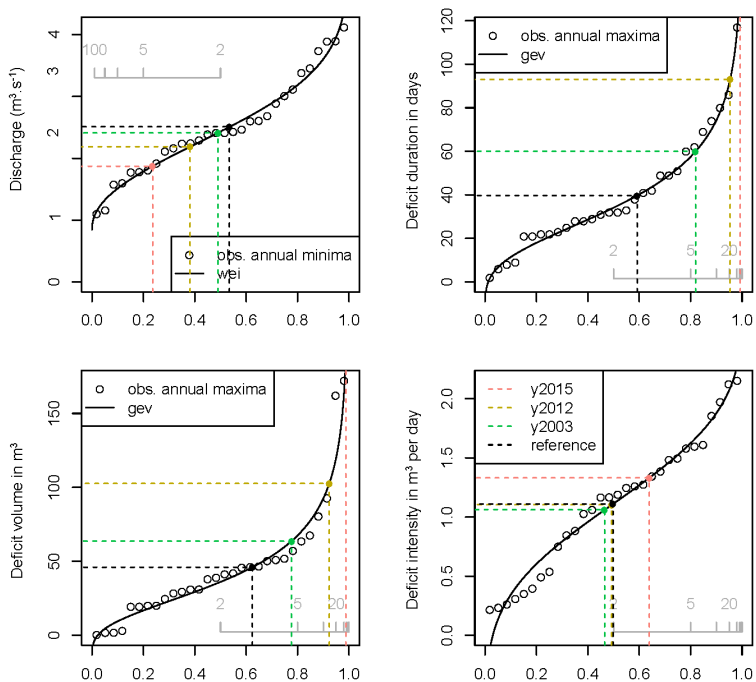 Discharge (m³.s⁻¹)
4
3
2
1
0
100 5 2
obs. annual minima
wei
0.0 0.2 0.4 0.6 0.8 1.0
Deficit duration in days
120
100
80
60
40
20
0
obs. annual maxima
gev
2 5 20
0.0 0.2 0.4 0.6 0.8 1.0
Deficit volume in m³
150
100
50
0
obs. annual maxima
gev
2 5 20
0.0 0.2 0.4 0.6 0.8 1.0
Deficit intensity in m³ per day
2.0
1.5
1.0
0.5
0.0
y2015
y2012
y2003
reference
2 5 20
0.0 0.2 0.4 0.6 0.8 1.0